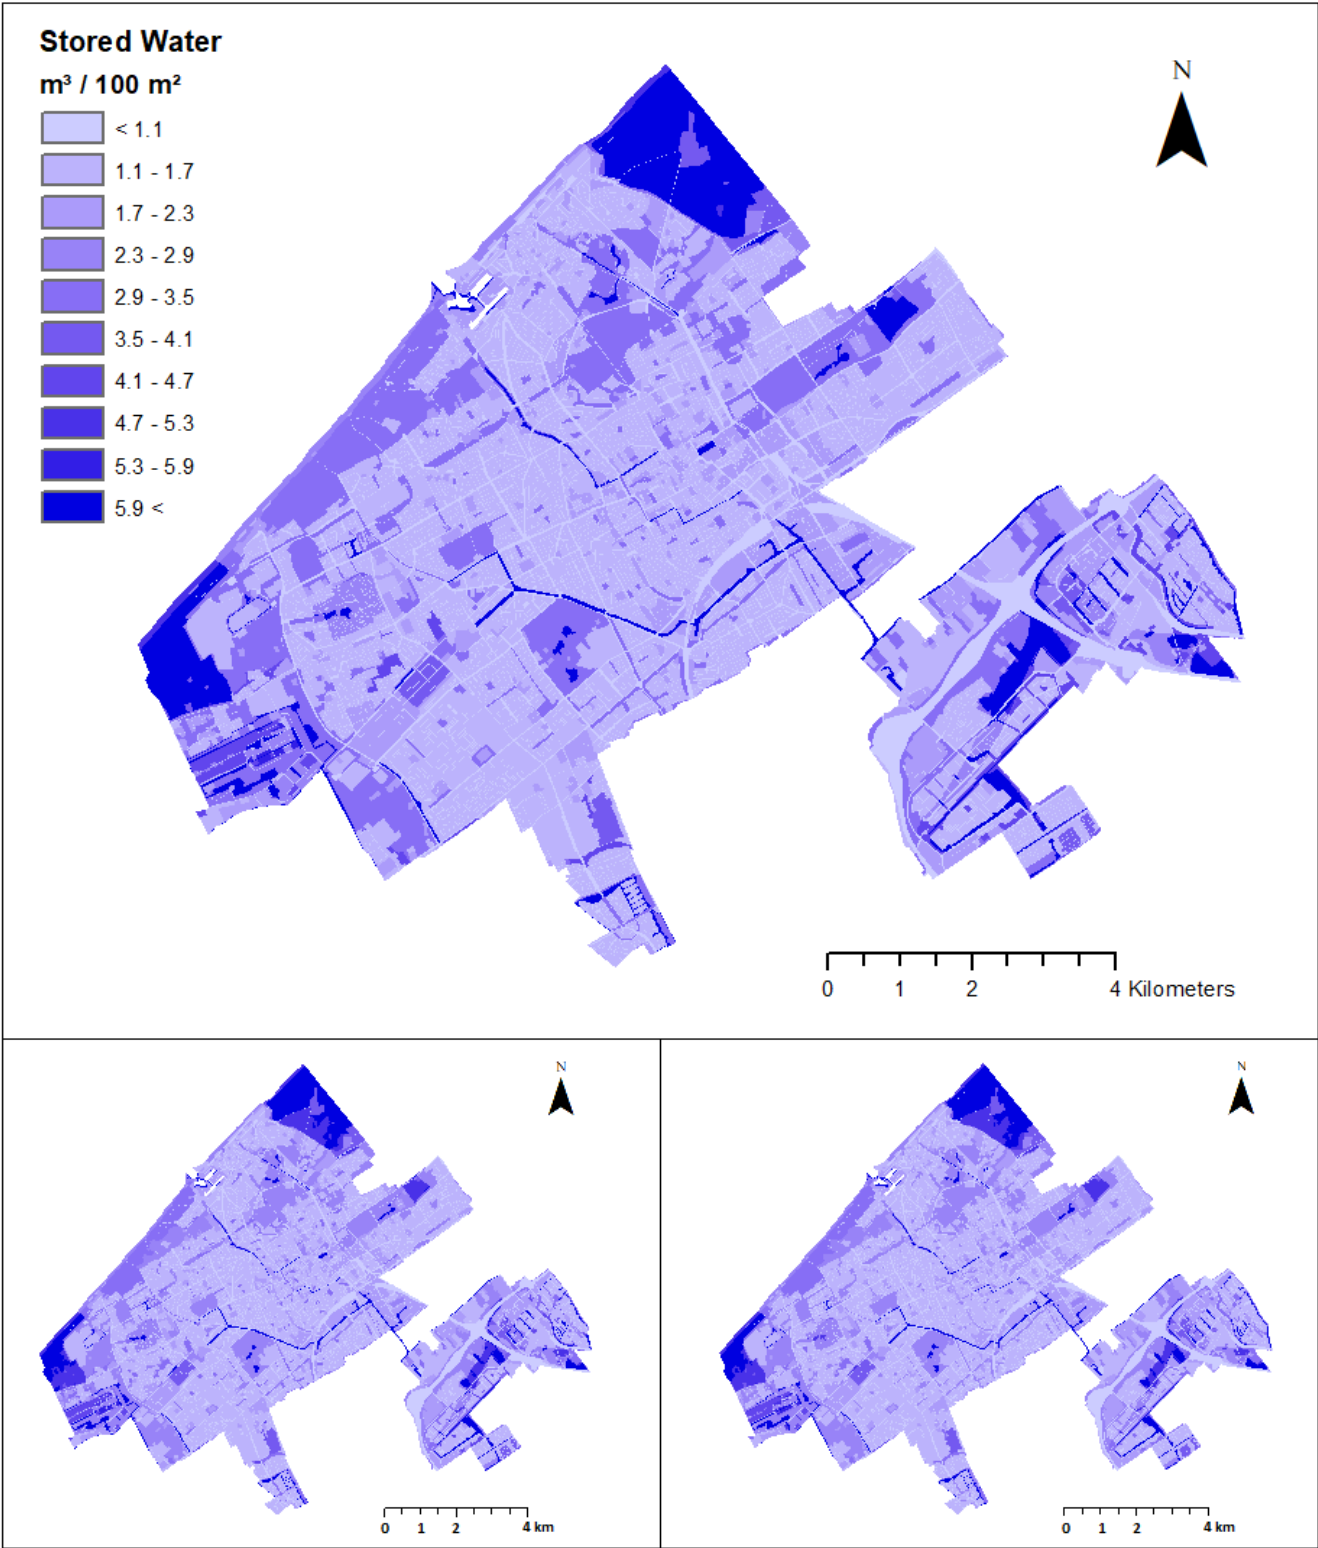 Stored Water
m³ / 100 m²
< 1.1
1.1 - 1.7
1.7 - 2.3
2.3 - 2.9
2.9 - 3.5
3.5 - 4.1
4.1 - 4.7
4.7 - 5.3
5.3 - 5.9
5.9 <
N
0 1 2 4 Kilometers
N
0 1 2 4 km
N
0 1 2 4 km